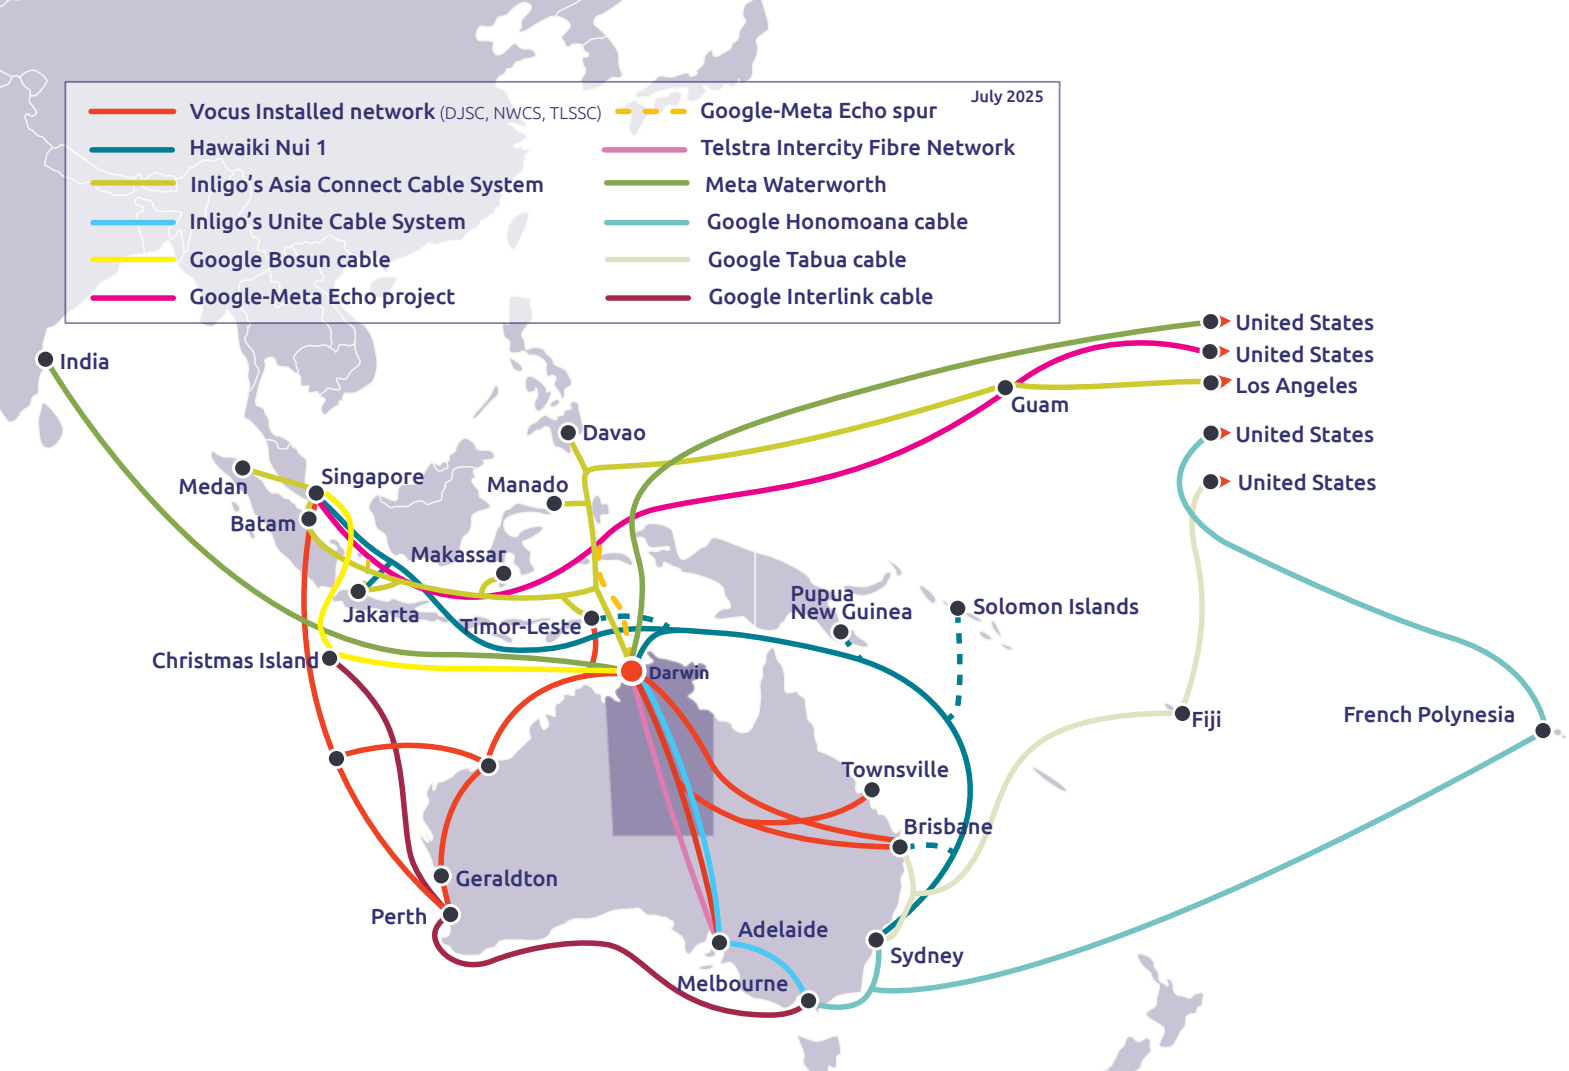 July 2025
Vocus Installed network (DJSC, NWCS, TLSSC)
Google-Meta Echo spur
Hawaiki Nui 1
Telstra Intercity Fibre Network
Inligo’s Asia Connect Cable System
Meta Waterworth
Inligo’s Unite Cable System
Google Honomoana cable
Google Bosun cable
Google Tabua cable
Google-Meta Echo project
Google Interlink cable
United States
United States
India
Los Angeles
Guam
Davao
United States
Singapore
Medan
Manado
United States
Batam
Makassar
Pupua
New Guinea
Jakarta
Timor-Leste
Solomon Islands
Christmas Island
Darwin
Fiji
French Polynesia
Townsville
Brisbane
Geraldton
Perth
Adelaide
Sydney
Melbourne